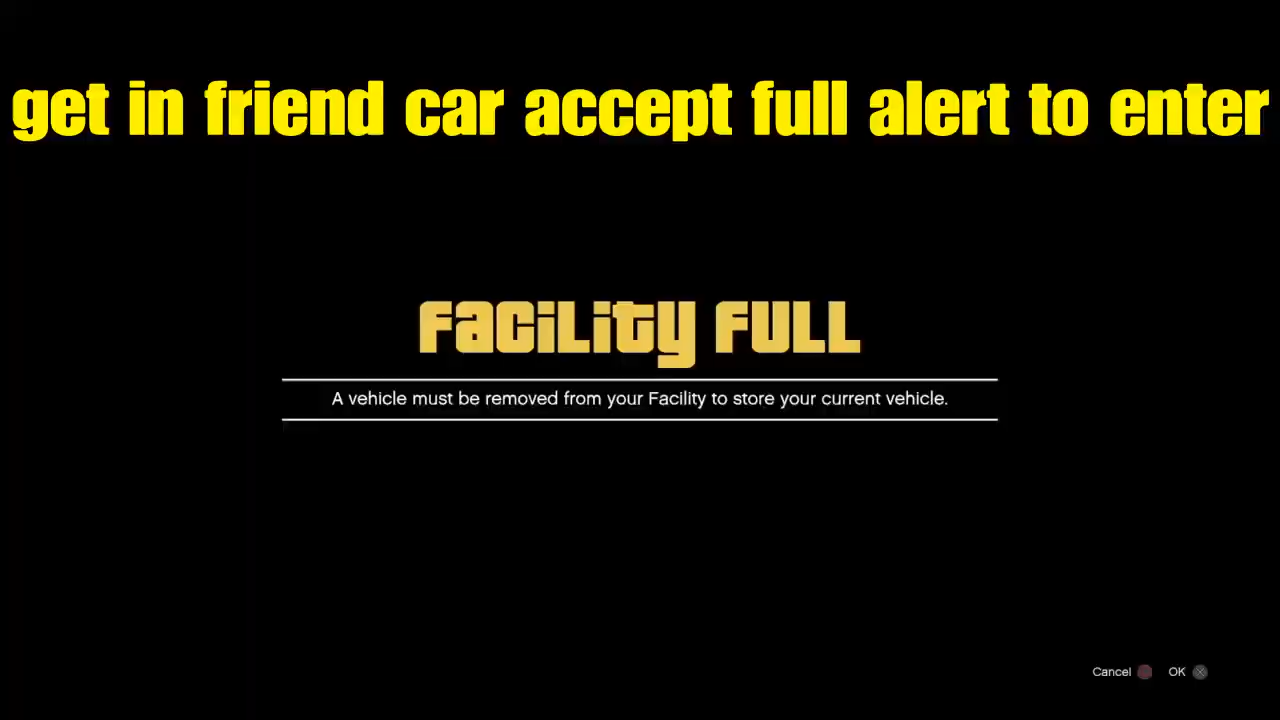 get in friend car accept full alert to enter
FaciLity FULL
A vehicle must be removed from your Facility to store your current vehicle.
Cancel OK